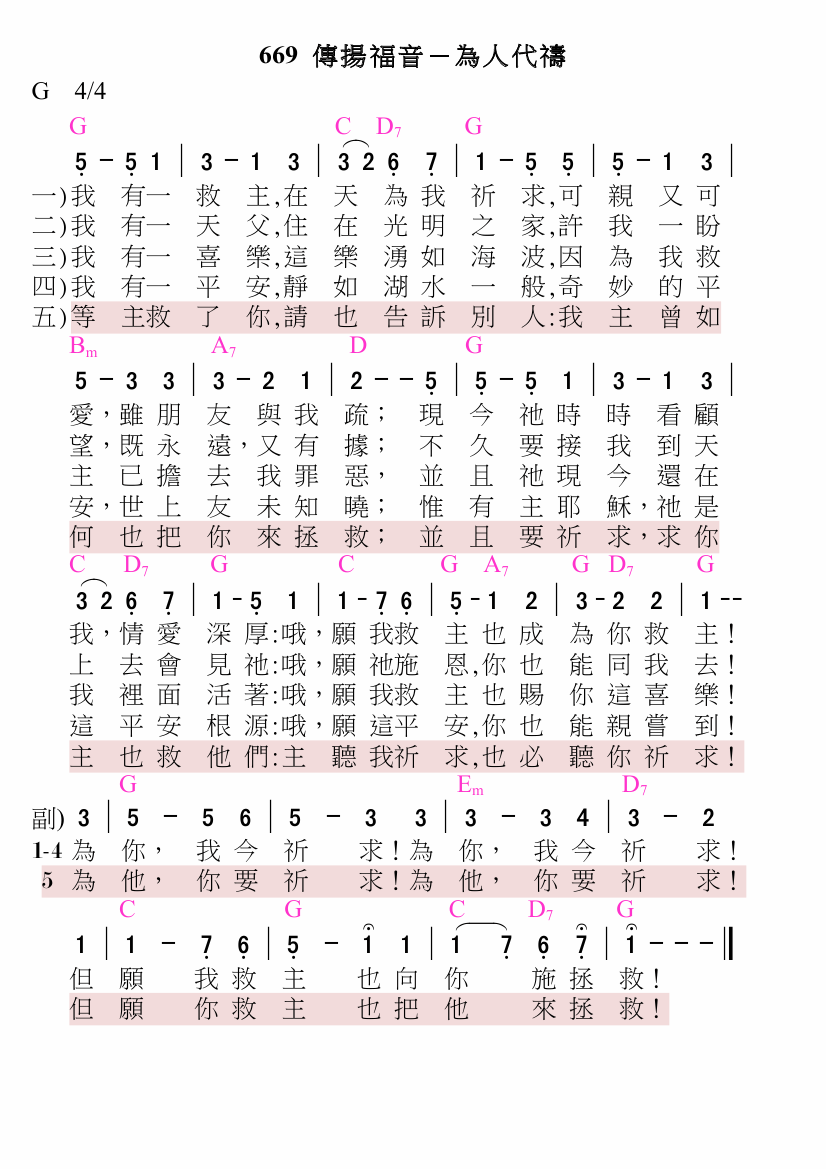 669 傳揚福音－為人代禱
G 4/4
G C D7 G
5 - 5 1 | 3 - 1 3 | 3 2 6 7 | 1 - 5 5 | 5 - 1 3 |
一)我 有一 救 主,在 天 為 我 祈 求,可 親 又 可
二)我 有一 天 父,住 在 光 明 之 家,許 我 一 盼
三)我 有一 喜 樂,這 樂 湧 如 海 波,因 為 我 救
四)我 有一 平 安,靜 如 湖 水 一 般,奇 妙 的 平
五)等 主救 了 你,請 也 告 訴 別 人:我 主 曾 如
Bm A7 D G
5 - 3 3 | 3 - 2 1 | 2 - - 5 | 5 - 5 1 | 3 - 1 3 |
愛，雖 朋 友 與 我 疏； 現 今 祂 時 時 看 顧
望，既 永 遠，又 有 據； 不 久 要 接 我 到 天
主 已 擔 去 我 罪 惡， 並 且 祂 現 今 還 在
安，世 上 友 未 知 曉； 惟 有 主 耶 穌，祂 是
何 也 把 你 來 拯 救； 並 且 要 祈 求，求 你
C D7 G C G A7 G D7 G
3 2 6 7 | 1 - 5 1 | 1 - 7 6 | 5 - 1 2 | 3 - 2 2 | 1 - -
我，情 愛 深 厚:哦，願 我救 主 也 成 為 你 救 主！
上 去 會 見 祂:哦，願 祂施 恩,你 也 能 同 我 去！
我 裡 面 活 著:哦，願 我救 主 也 賜 你 這 喜 樂！
這 平 安 根 源:哦，願 這平 安,你 也 能 親 嘗 到！
主 也 救 他 們:主 聽 我祈 求,也 必 聽 你 祈 求！
G Em D7
副) 3 | 5 - 5 6 | 5 - 3 3 | 3 - 3 4 | 3 - 2
1-4 為 你， 我 今 祈 求！為 你， 我 今 祈 求！
5 為 他， 你 要 祈 求！為 他， 你 要 祈 求！
C G C D7 G
1 | 1 - 7 6 | 5 - 1 1 | 1 7 6 7 | 1 - - - ‖
但 願 我 救 主 也 向 你 施 拯 救！
但 願 你 救 主 也 把 他 來 拯 救！